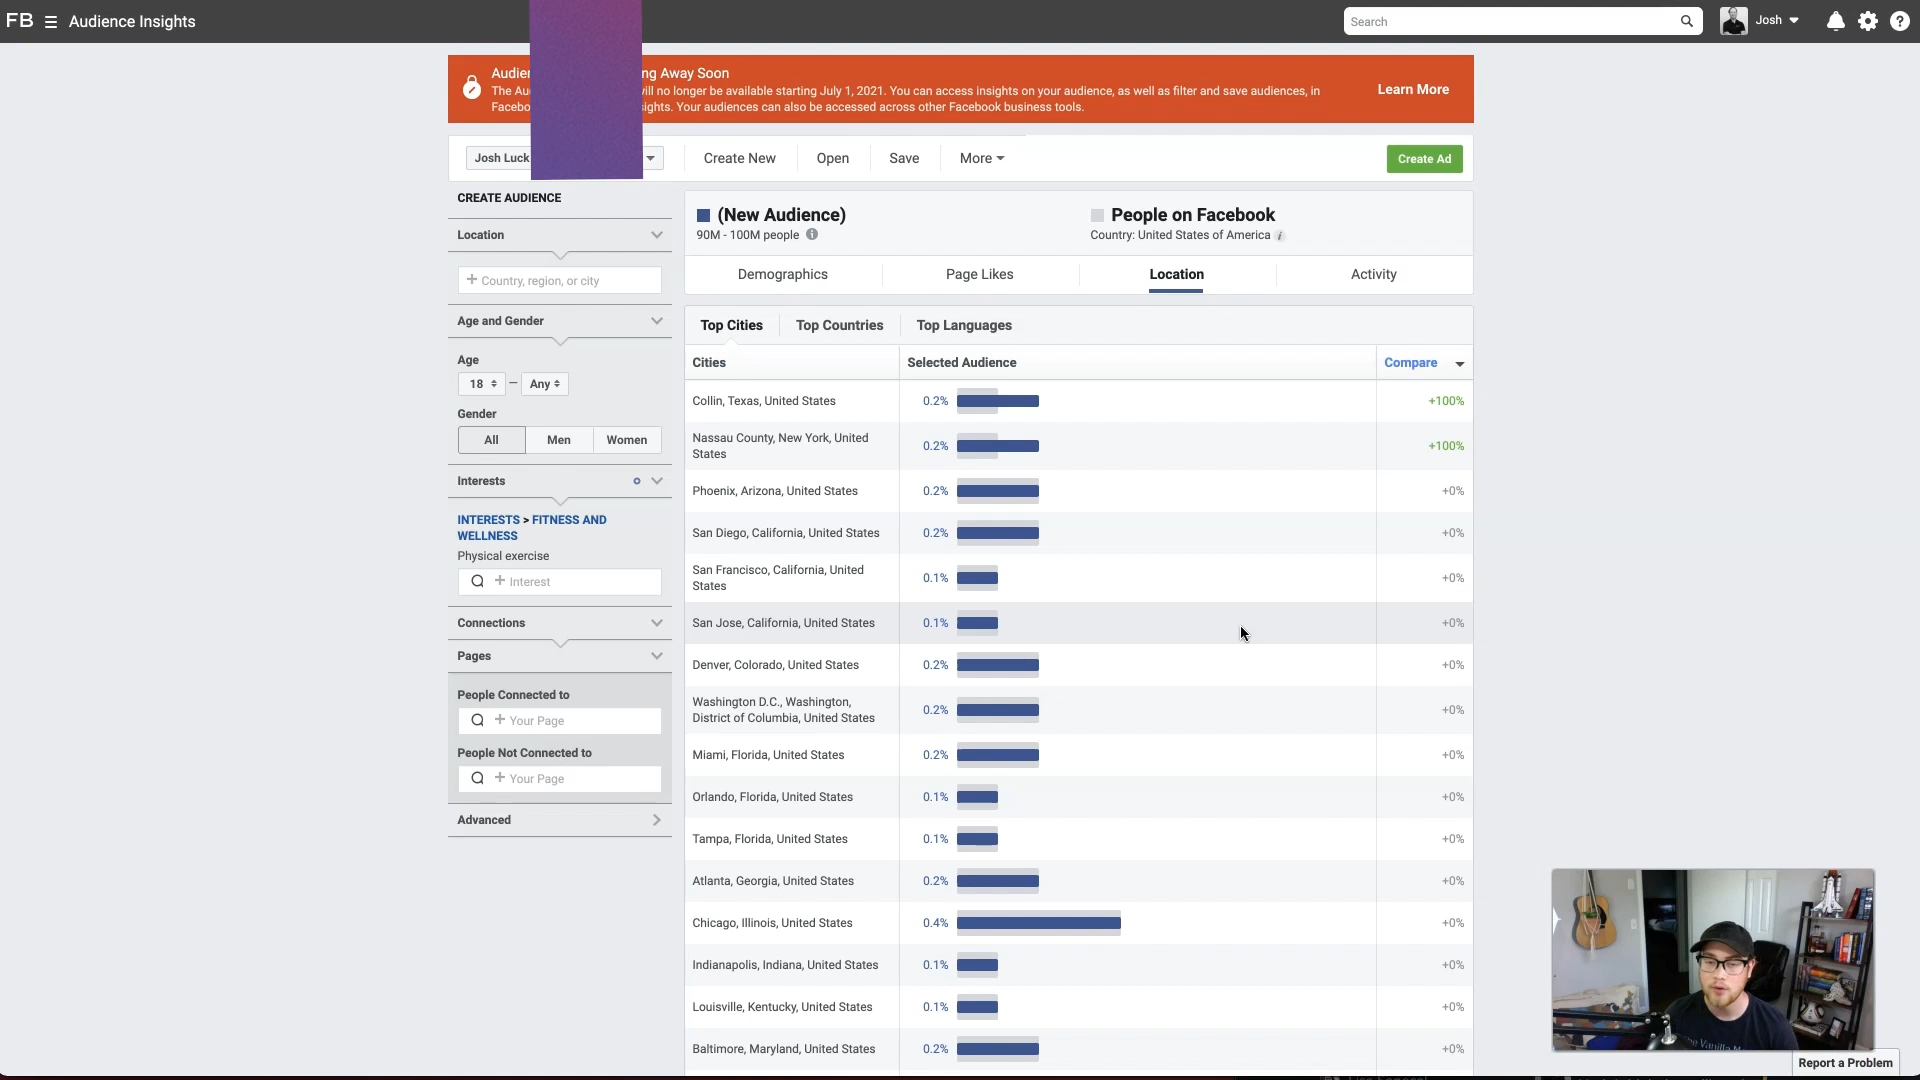 FB ☰ Audience Insights
Search
Josh
Audien ng Away Soon
The Au vill no longer be available starting July 1, 2021. You can access insights on your audience, as well as filter and save audiences, in
Facebo sights. Your audiences can also be accessed across other Facebook business tools.
Learn More
Josh Luck
Create New
Open
Save
More
Create Ad
CREATE AUDIENCE
Location
+ Country, region, or city
Age and Gender
Age
18 – Any
Gender
All Men Women
Interests
INTERESTS > FITNESS AND
WELLNESS
Physical exercise
+ Interest
Connections
Pages
People Connected to
+ Your Page
People Not Connected to
+ Your Page
Advanced
(New Audience)
90M - 100M people
People on Facebook
Country: United States of America
Demographics
Page Likes
Location
Activity
Top Cities
Top Countries
Top Languages
Cities Selected Audience Compare
Collin, Texas, United States 0.2% +100%
Nassau County, New York, United
States 0.2% +100%
Phoenix, Arizona, United States 0.2% +0%
San Diego, California, United States 0.2% +0%
San Francisco, California, United
States 0.1% +0%
San Jose, California, United States 0.1% +0%
Denver, Colorado, United States 0.2% +0%
Washington D.C., Washington,
District of Columbia, United States 0.2% +0%
Miami, Florida, United States 0.2% +0%
Orlando, Florida, United States 0.1% +0%
Tampa, Florida, United States 0.1% +0%
Atlanta, Georgia, United States 0.2% +0%
Chicago, Illinois, United States 0.4% +0%
Indianapolis, Indiana, United States 0.1% +0%
Louisville, Kentucky, United States 0.1% +0%
Baltimore, Maryland, United States 0.2% +0%
Report a Problem